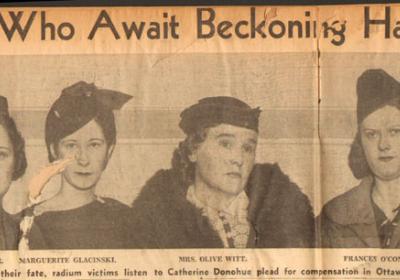 Who Await Beckoning Ha
R. MARGUERITE GLACINSKI. MRS. OLIVE WITT. FRANCES O'CON
their fate, radium victims listen to Catherine Donohue plead for compensation in Ottaw